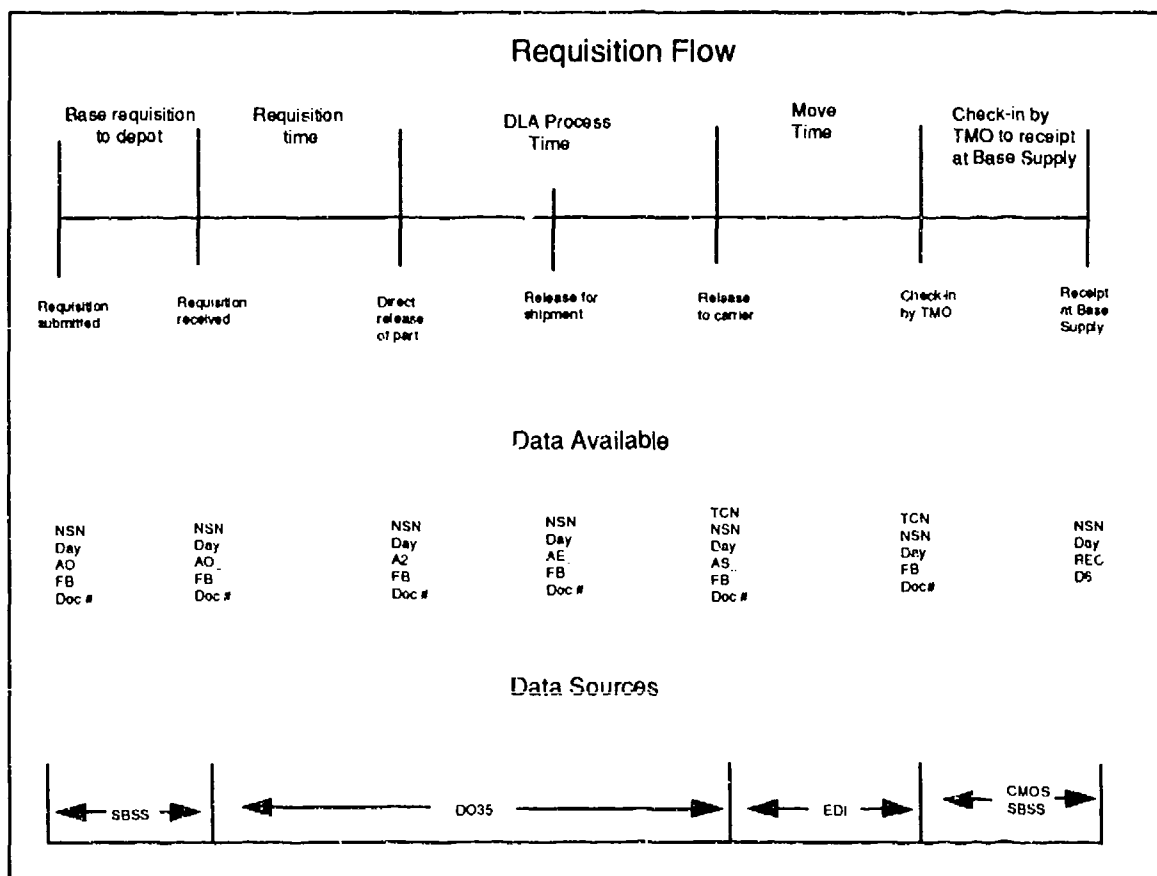 Requisition Flow
Base requisition
to depot
Requisition
time
DLA Process
Time
Move
Time
Check-in by
TMO to receipt
at Base Supply
Requisition
submitted
Requisition
received
Direct
release
of part
Release for
shipment
Release
to carrier
Check-in
by TMO
Receipt
at Base
Supply
Data Available
NSN
Day
AO
FB
Doc #
NSN
Day
AO_
FB
Doc #
NSN
Day
A2
FB
Doc #
NSN
Day
AE_
FB
Doc #
TCN
NSN
Day
AS_
FB
Doc #
TCN
NSN
Day
FB
Doc#
NSN
Day
REC
D6
Data Sources
SBSS
DO35
EDI
CMOS
SBSS